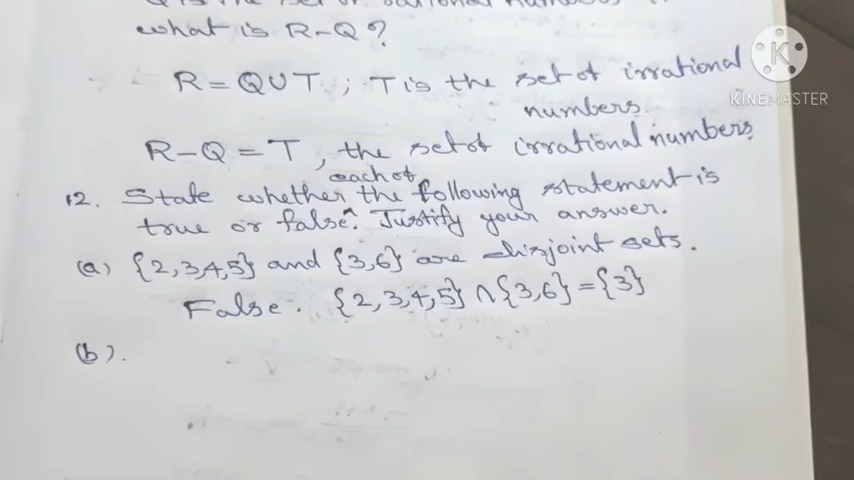 what is R-Q?
R = Q∪T ; T is the set of irrational
numbers.
R-Q = T, the set of irrational numbers
each of
12. State whether the following statement is
true or false. Justify your answer.
(a) {2,3,4,5} and {3,6} are disjoint sets.
False. {2,3,4,5} ∩ {3,6} = {3}
(b).
KINEMASTER